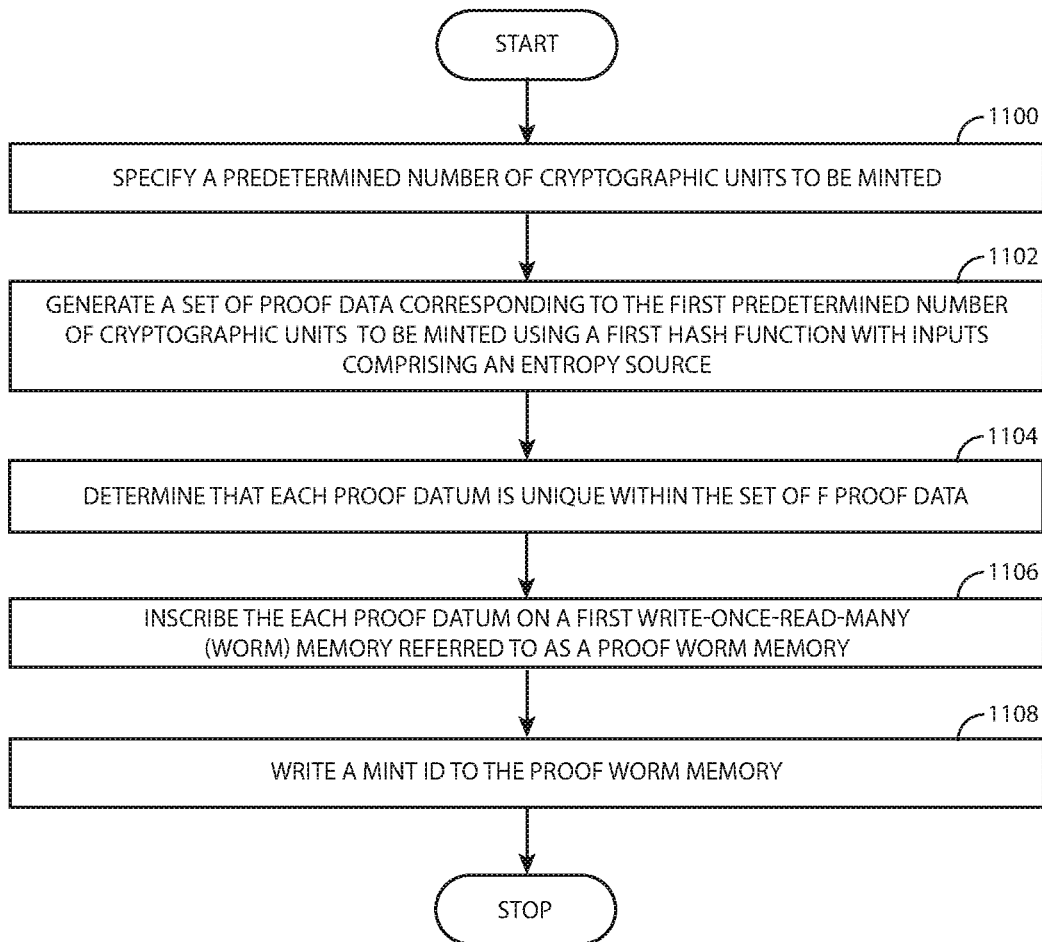 START
1100
SPECIFY A PREDETERMINED NUMBER OF CRYPTOGRAPHIC UNITS TO BE MINTED
1102
GENERATE A SET OF PROOF DATA CORRESPONDING TO THE FIRST PREDETERMINED NUMBER
OF CRYPTOGRAPHIC UNITS TO BE MINTED USING A FIRST HASH FUNCTION WITH INPUTS
COMPRISING AN ENTROPY SOURCE
1104
DETERMINE THAT EACH PROOF DATUM IS UNIQUE WITHIN THE SET OF F PROOF DATA
1106
INSCRIBE THE EACH PROOF DATUM ON A FIRST WRITE-ONCE-READ-MANY
(WORM) MEMORY REFERRED TO AS A PROOF WORM MEMORY
1108
WRITE A MINT ID TO THE PROOF WORM MEMORY
STOP